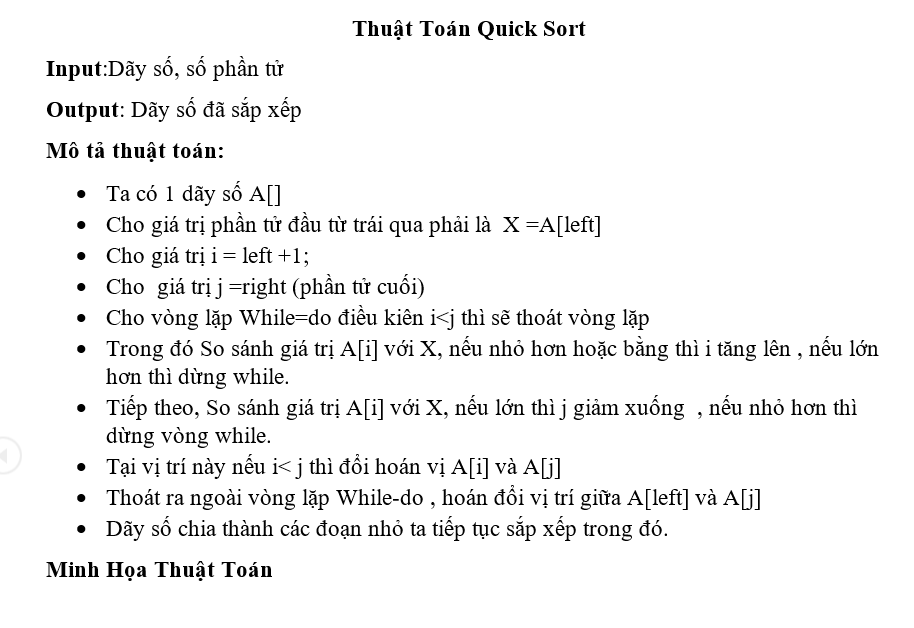 Thuật Toán Quick Sort
Input:Dãy số, số phần tử
Output: Dãy số đã sắp xếp
Mô tả thuật toán:
• Ta có 1 dãy số A[]
• Cho giá trị phần tử đầu từ trái qua phải là X =A[left]
• Cho giá trị i = left +1;
• Cho giá trị j =right (phần tử cuối)
• Cho vòng lặp While=do điều kiên i<j thì sẽ thoát vòng lặp
• Trong đó So sánh giá trị A[i] với X, nếu nhỏ hơn hoặc bằng thì i tăng lên , nếu lớn
hơn thì dừng while.
• Tiếp theo, So sánh giá trị A[i] với X, nếu lớn thì j giảm xuống , nếu nhỏ hơn thì
dừng vòng while.
• Tại vị trí này nếu i< j thì đổi hoán vị A[i] và A[j]
• Thoát ra ngoài vòng lặp While-do , hoán đổi vị trí giữa A[left] và A[j]
• Dãy số chia thành các đoạn nhỏ ta tiếp tục sắp xếp trong đó.
Minh Họa Thuật Toán